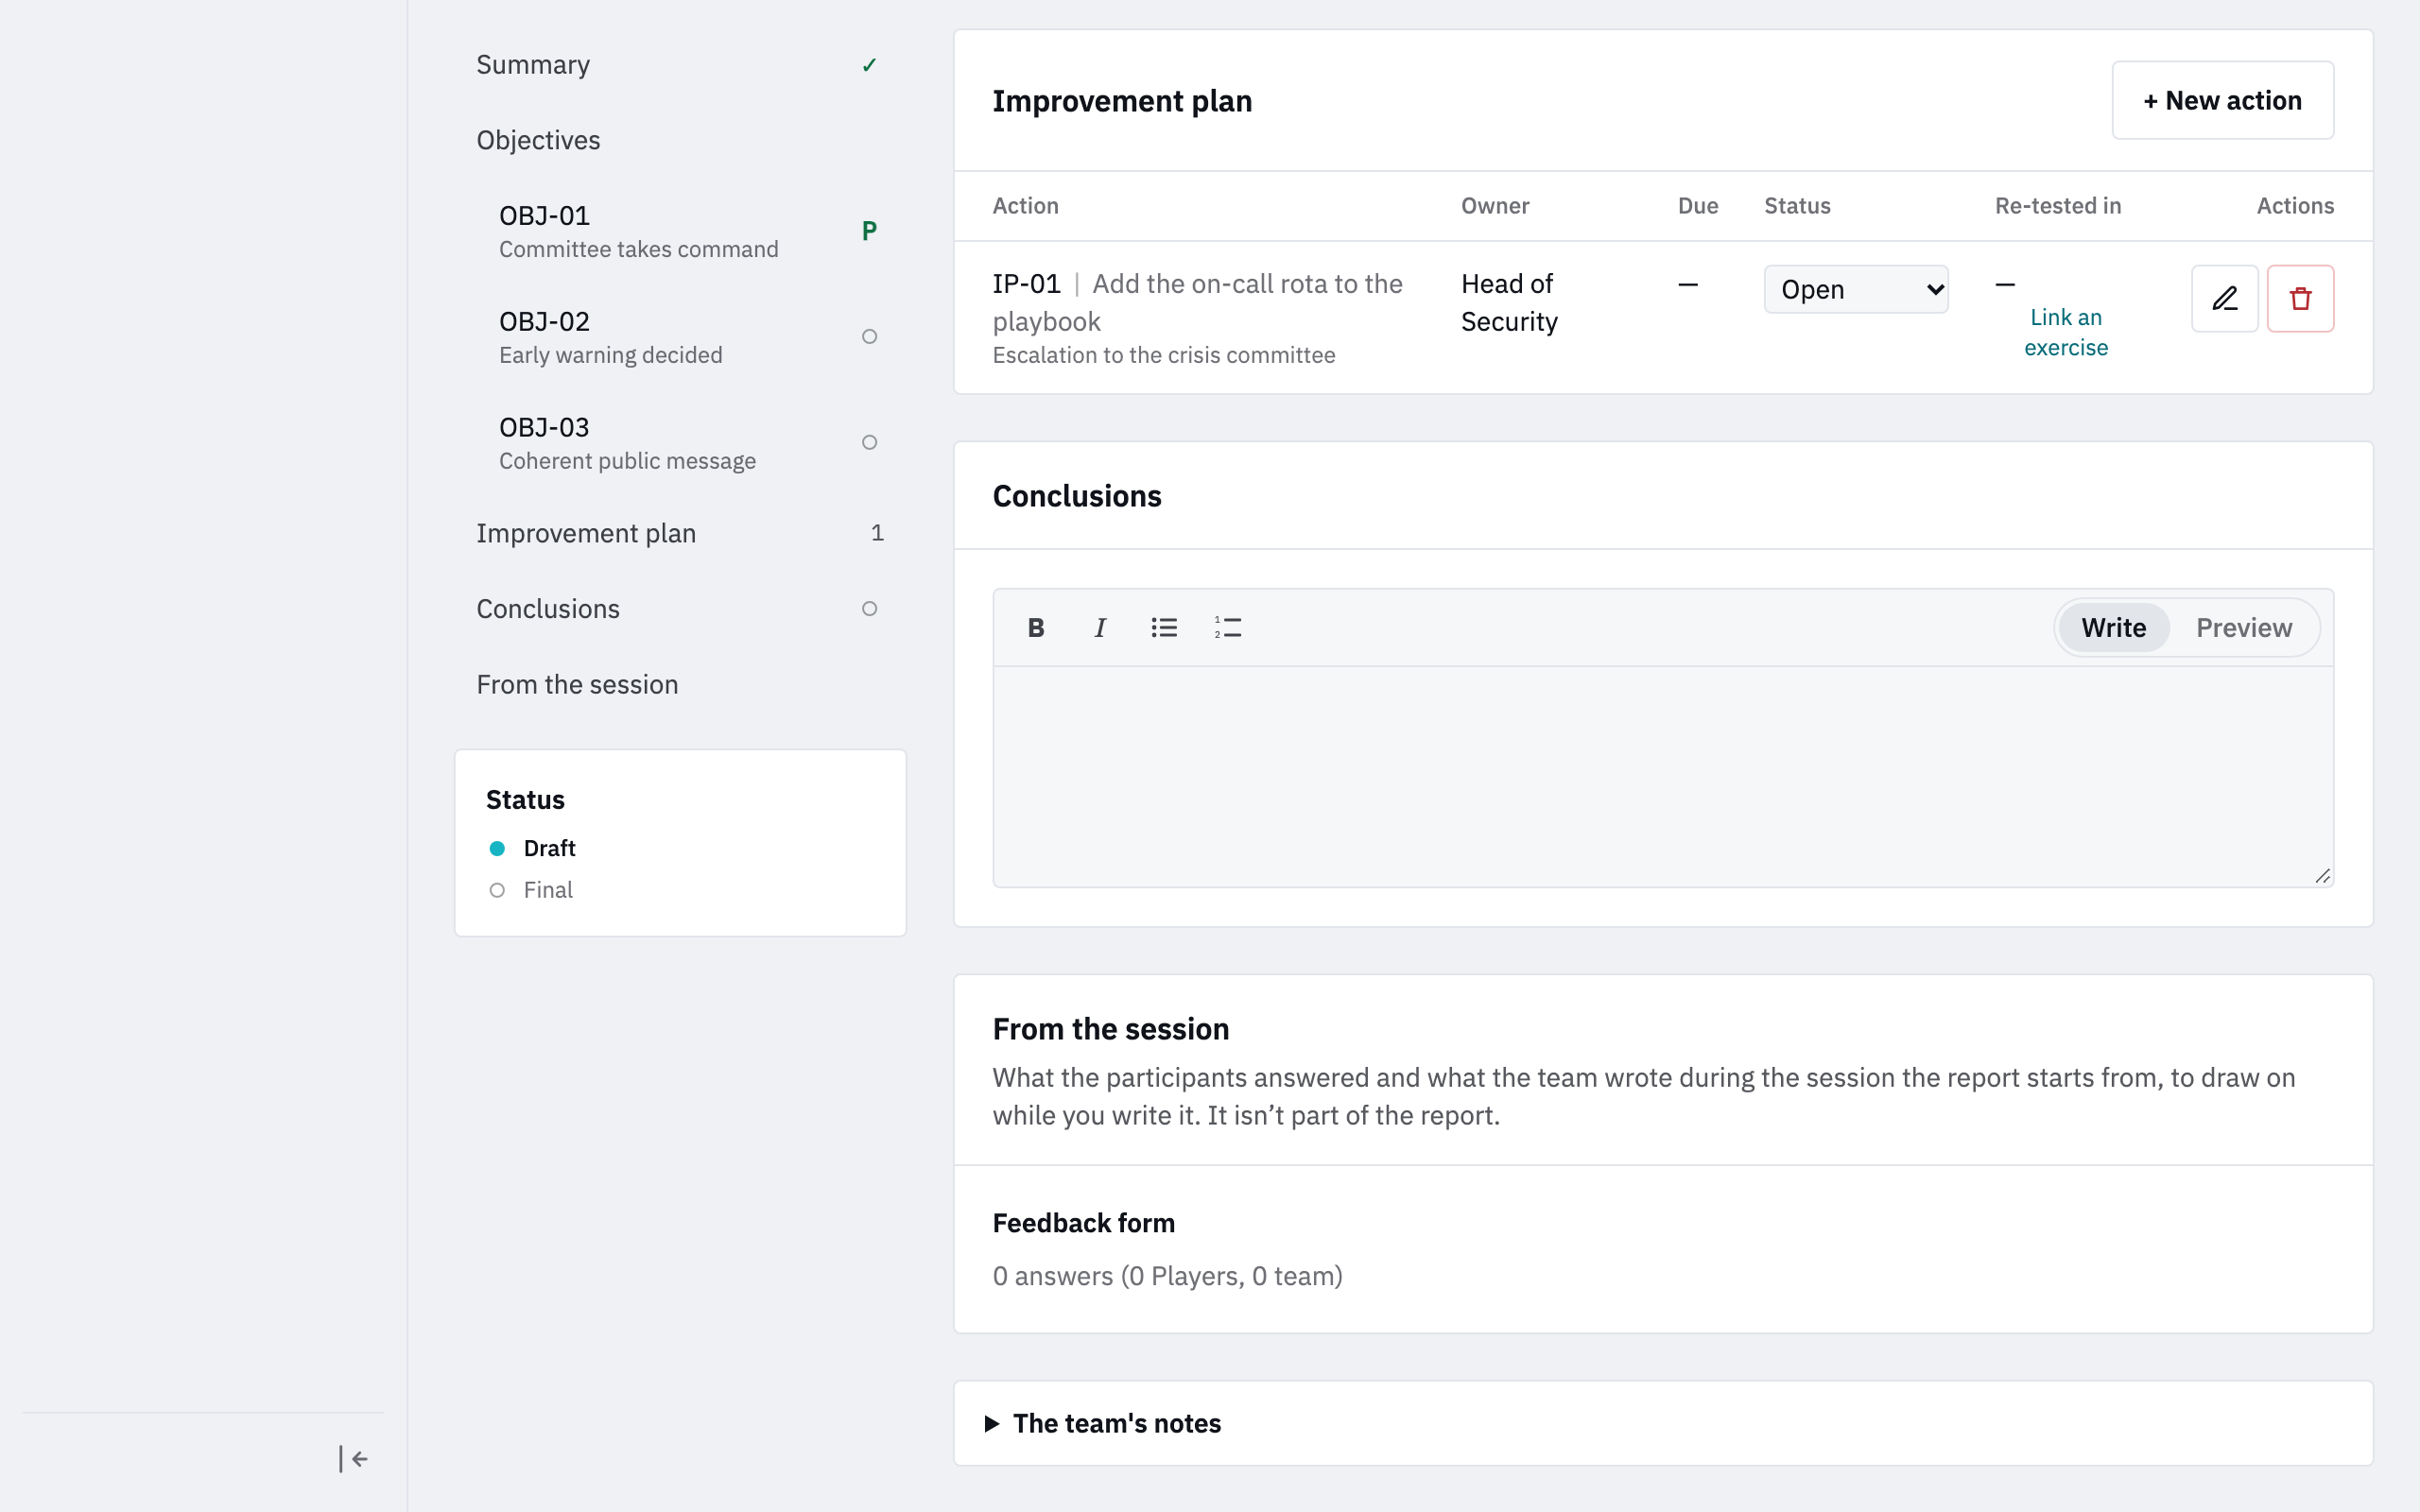 Summary ✓
Objectives
OBJ-01
Committee takes command
P
OBJ-02
Early warning decided
OBJ-03
Coherent public message
Improvement plan 1
Conclusions
From the session
Status
Draft
Final
Improvement plan
+ New action
Action Owner Due Status Re-tested in Actions
IP-01 | Add the on-call rota to the
playbook
Escalation to the crisis committee
Head of
Security
—
Open
—
Link an
exercise
Conclusions
B I Write Preview
From the session
What the participants answered and what the team wrote during the session the report starts from, to draw on
while you write it. It isn’t part of the report.
Feedback form
0 answers (0 Players, 0 team)
The team's notes